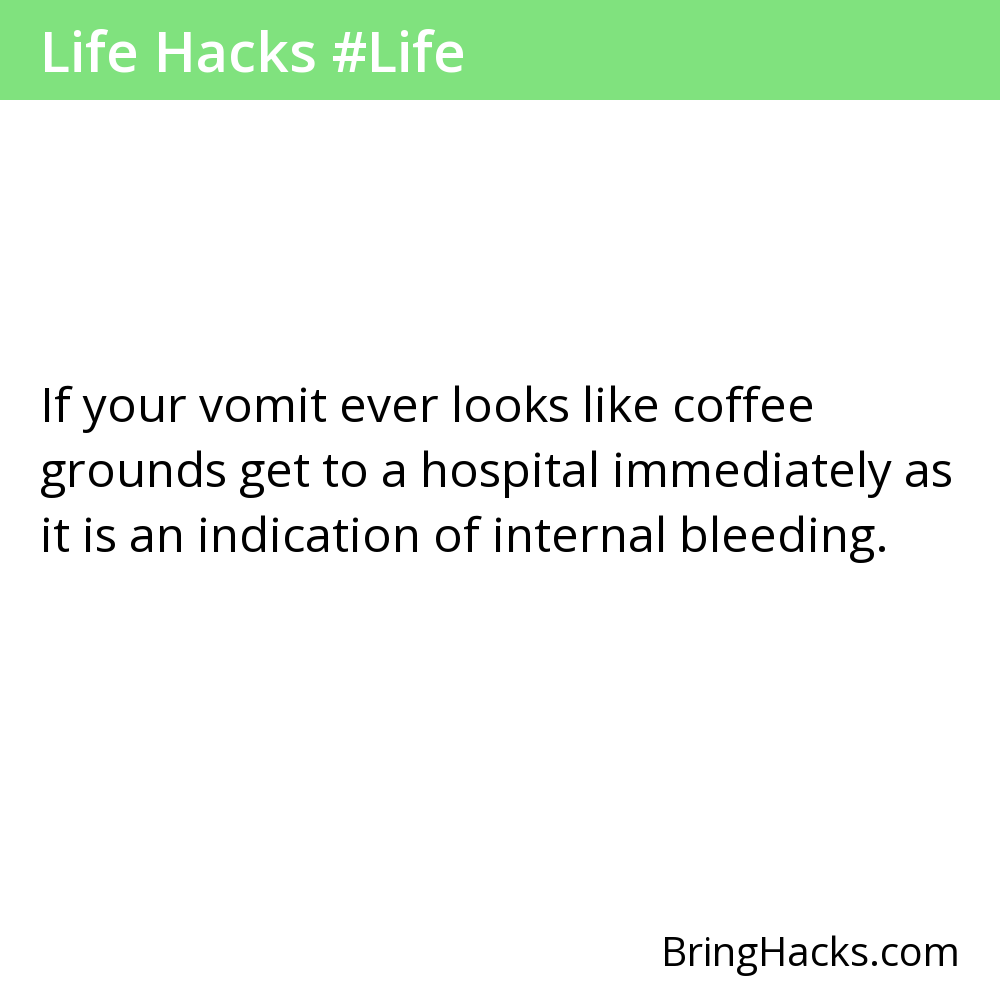 Life Hacks #Life
If your vomit ever looks like coffee
grounds get to a hospital immediately as
it is an indication of internal bleeding.
BringHacks.com